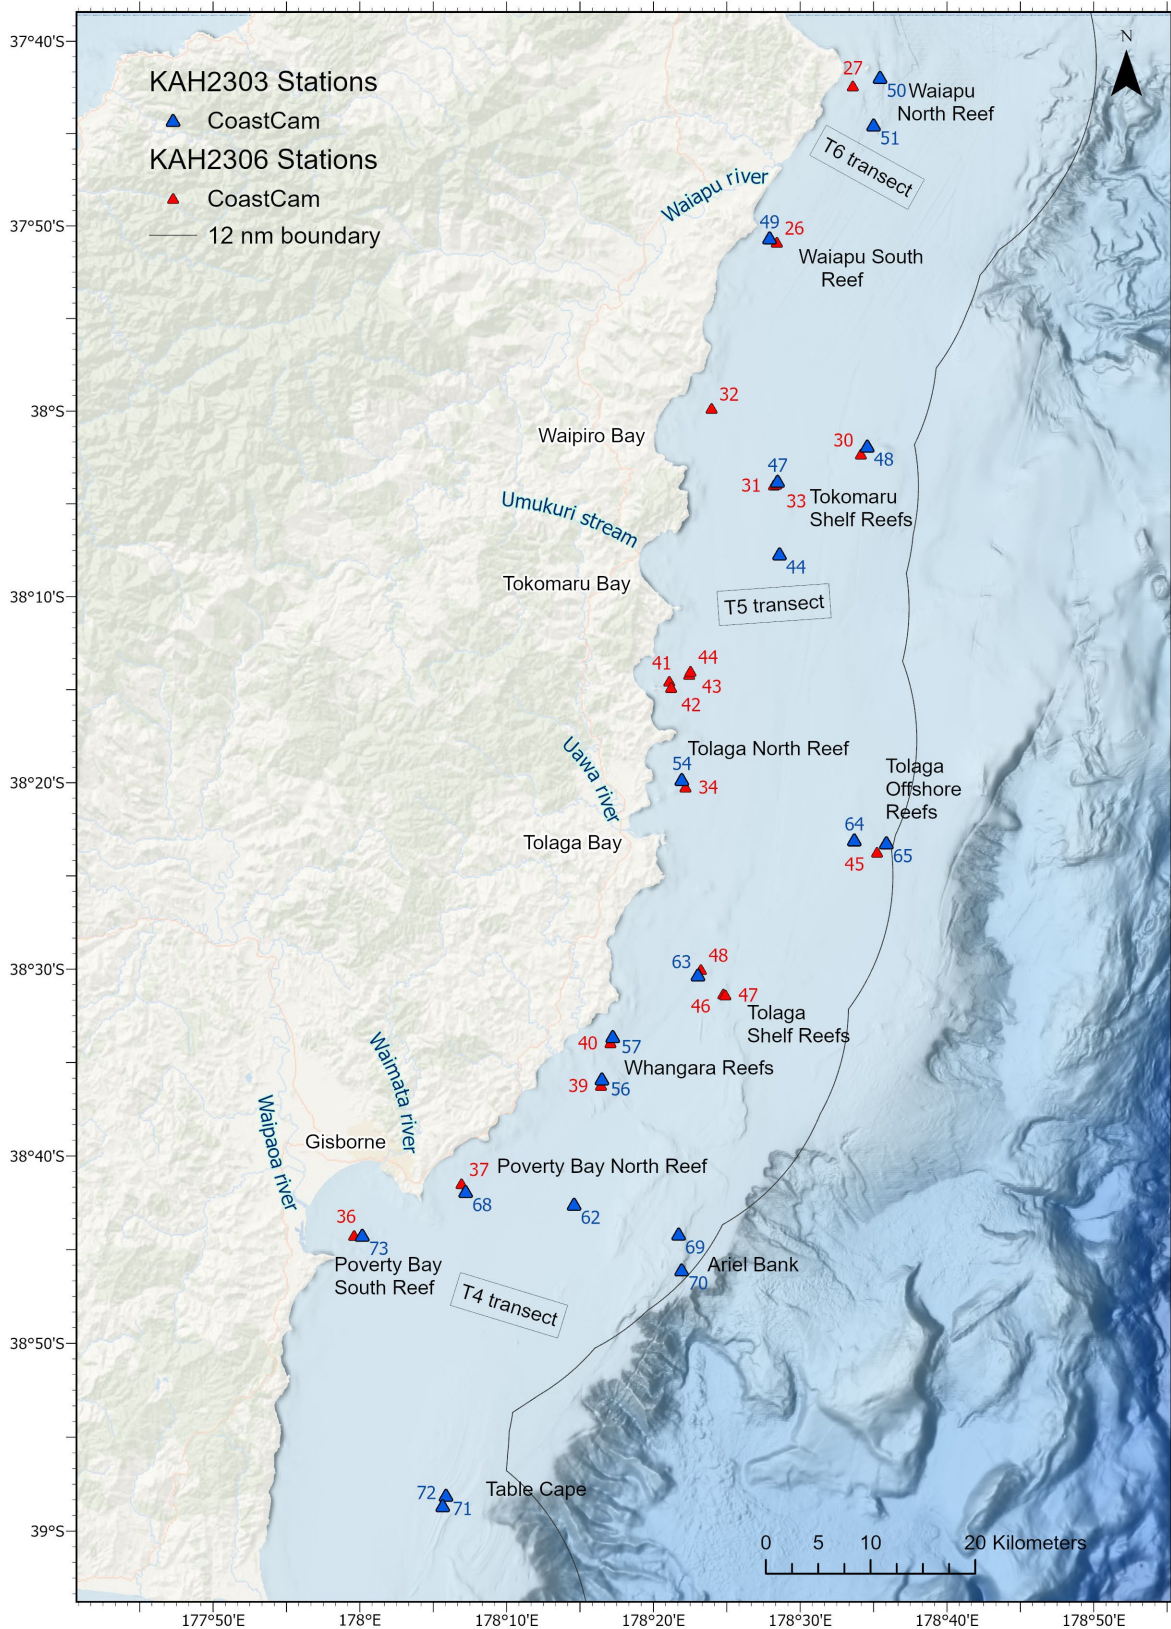 37°40'S
N
27
KAH2303 Stations
50
Waiapu
North Reef
CoastCam
51
KAH2306 Stations
T6 transect
CoastCam
Waiapu river
12 nm boundary
37°50'S
49
26
Waiapu South
Reef
32
38°S
Waipiro Bay
30
48
47
31
33
Tokomaru
Shelf Reefs
Umukuri stream
44
Tokomaru Bay
38°10'S
T5 transect
41
44
43
42
Tolaga North Reef
54
34
38°20'S
Uawa river
Tolaga
Offshore
Reefs
64
45
65
Tolaga Bay
38°30'S
63
48
46
47
Tolaga
Shelf Reefs
40
57
Whangara Reefs
39
56
Waimata river
Waipaoa river
Gisborne
38°40'S
37
Poverty Bay North Reef
68
62
36
73
Poverty Bay
South Reef
69
Ariel Bank
70
T4 transect
38°50'S
72
71
Table Cape
39°S
0
5
10
20 Kilometers
177°50'E
178°E
178°10'E
178°20'E
178°30'E
178°40'E
178°50'E